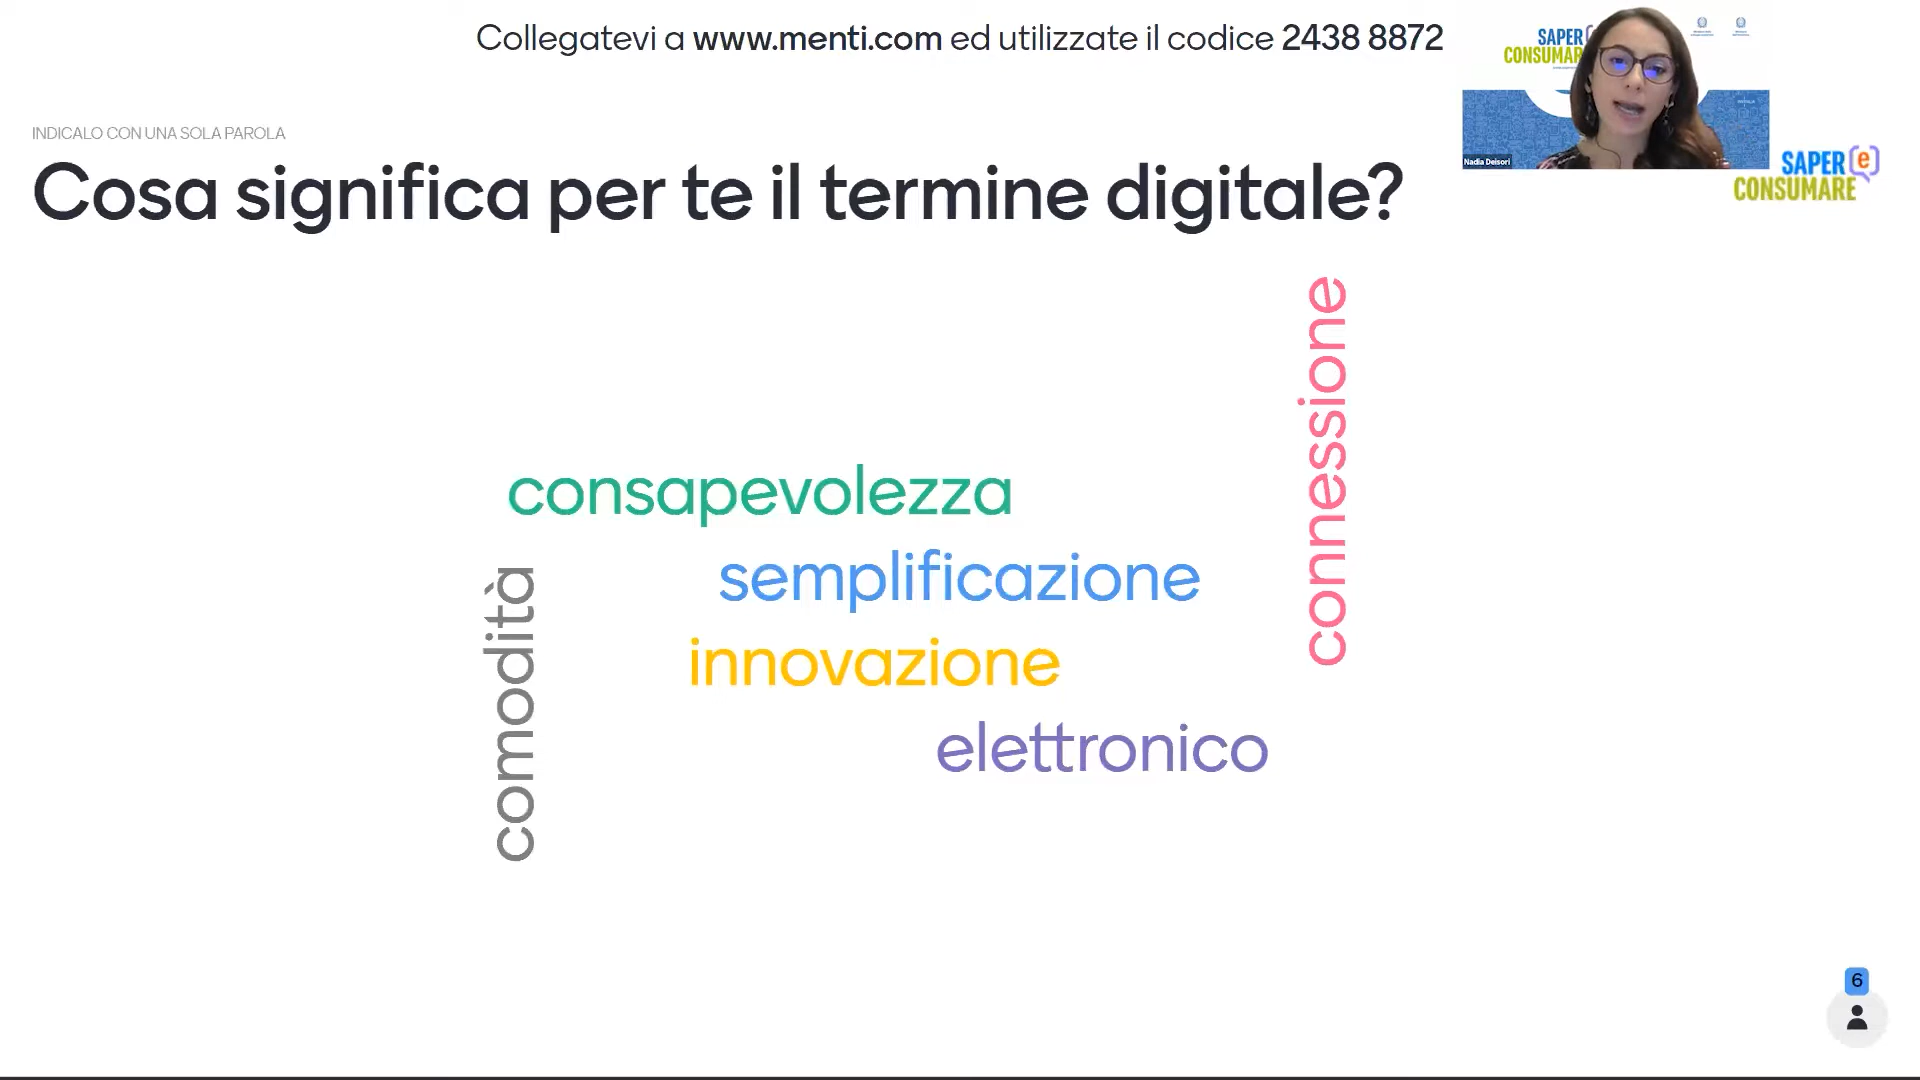 Collegatevi a www.menti.com ed utilizzate il codice 2438 8872
SAPER
CONSUMARE
Nadia Deisori
SAPER (e)
CONSUMARE
INDICALO CON UNA SOLA PAROLA
Cosa significa per te il termine digitale?
connessione
consapevolezza
semplificazione
comodità
innovazione
elettronico
6